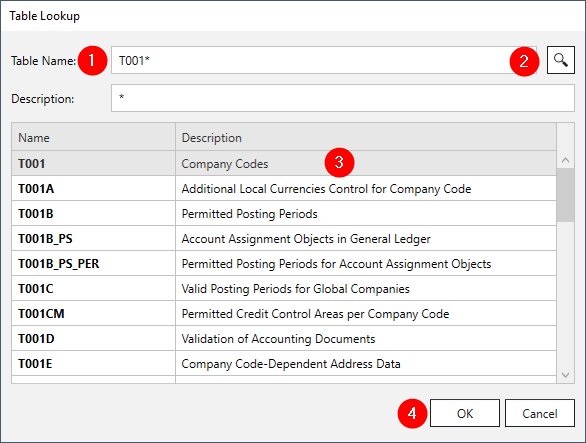 Table Lookup
Table Name: 1 T001* 2
Description: *
Name Description
T001 Company Codes 3
T001A Additional Local Currencies Control for Company Code
T001B Permitted Posting Periods
T001B_PS Account Assignment Objects in General Ledger
T001B_PS_PER Permitted Posting Periods for Account Assignment Objects
T001C Valid Posting Periods for Global Companies
T001CM Permitted Credit Control Areas per Company Code
T001D Validation of Accounting Documents
T001E Company Code-Dependent Address Data
4 OK Cancel